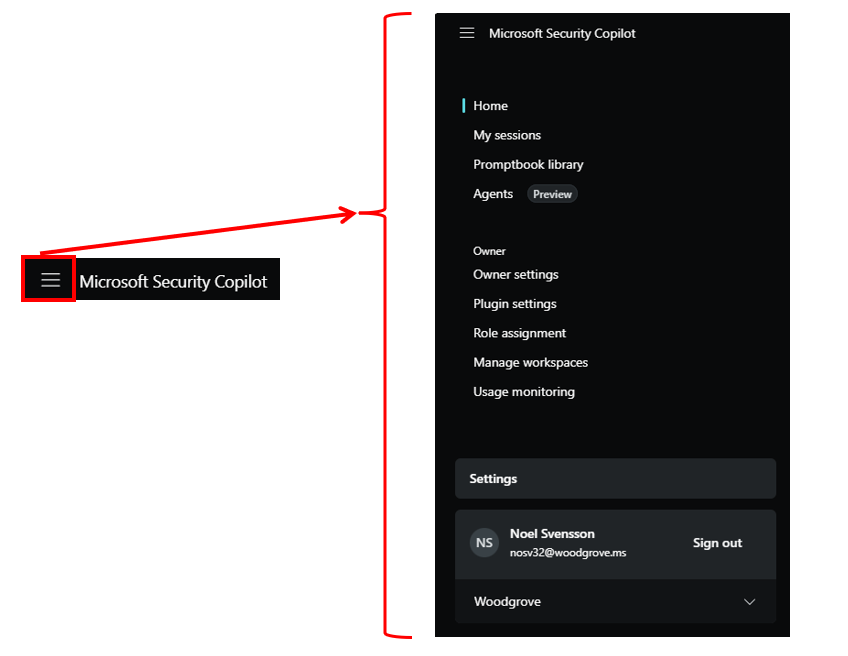 Microsoft Security Copilot
Microsoft Security Copilot
Home
My sessions
Promptbook library
Agents Preview
Owner
Owner settings
Plugin settings
Role assignment
Manage workspaces
Usage monitoring
Settings
NS
Noel Svensson
nosv32@woodgrove.ms
Sign out
Woodgrove